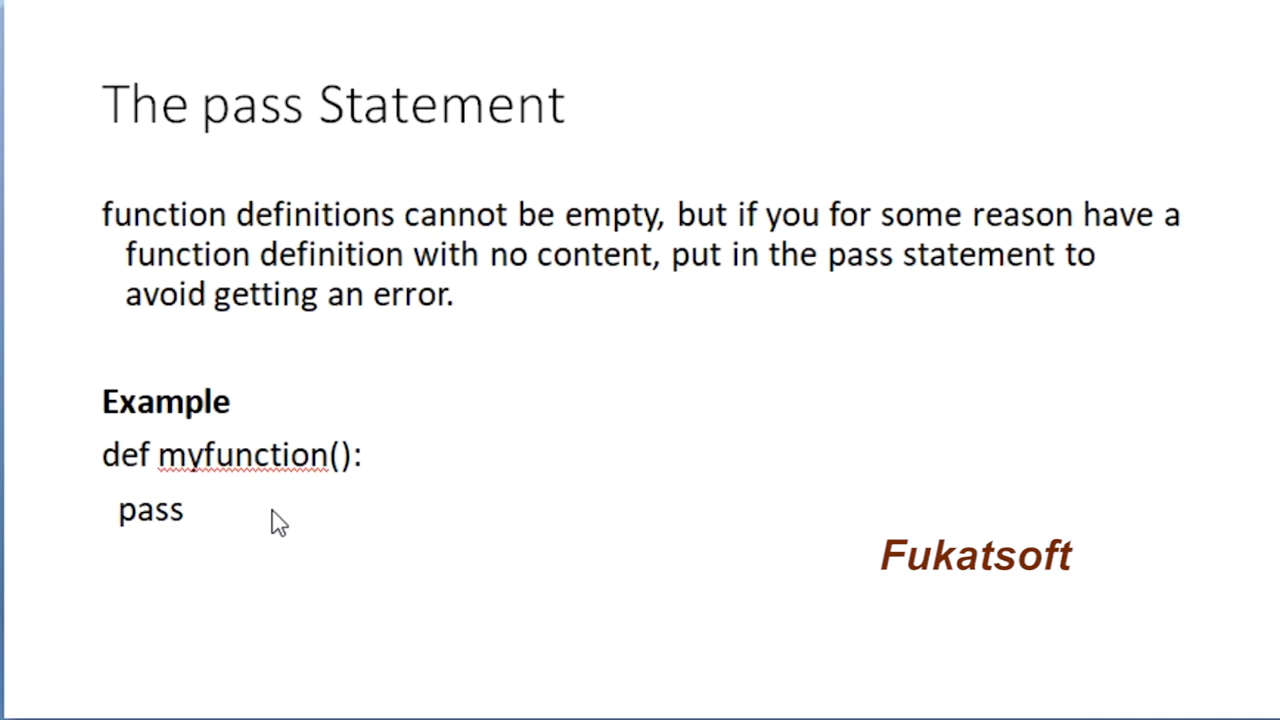 The pass Statement
function definitions cannot be empty, but if you for some reason have a
function definition with no content, put in the pass statement to
avoid getting an error.
Example
def myfunction():
pass
Fukatsoft